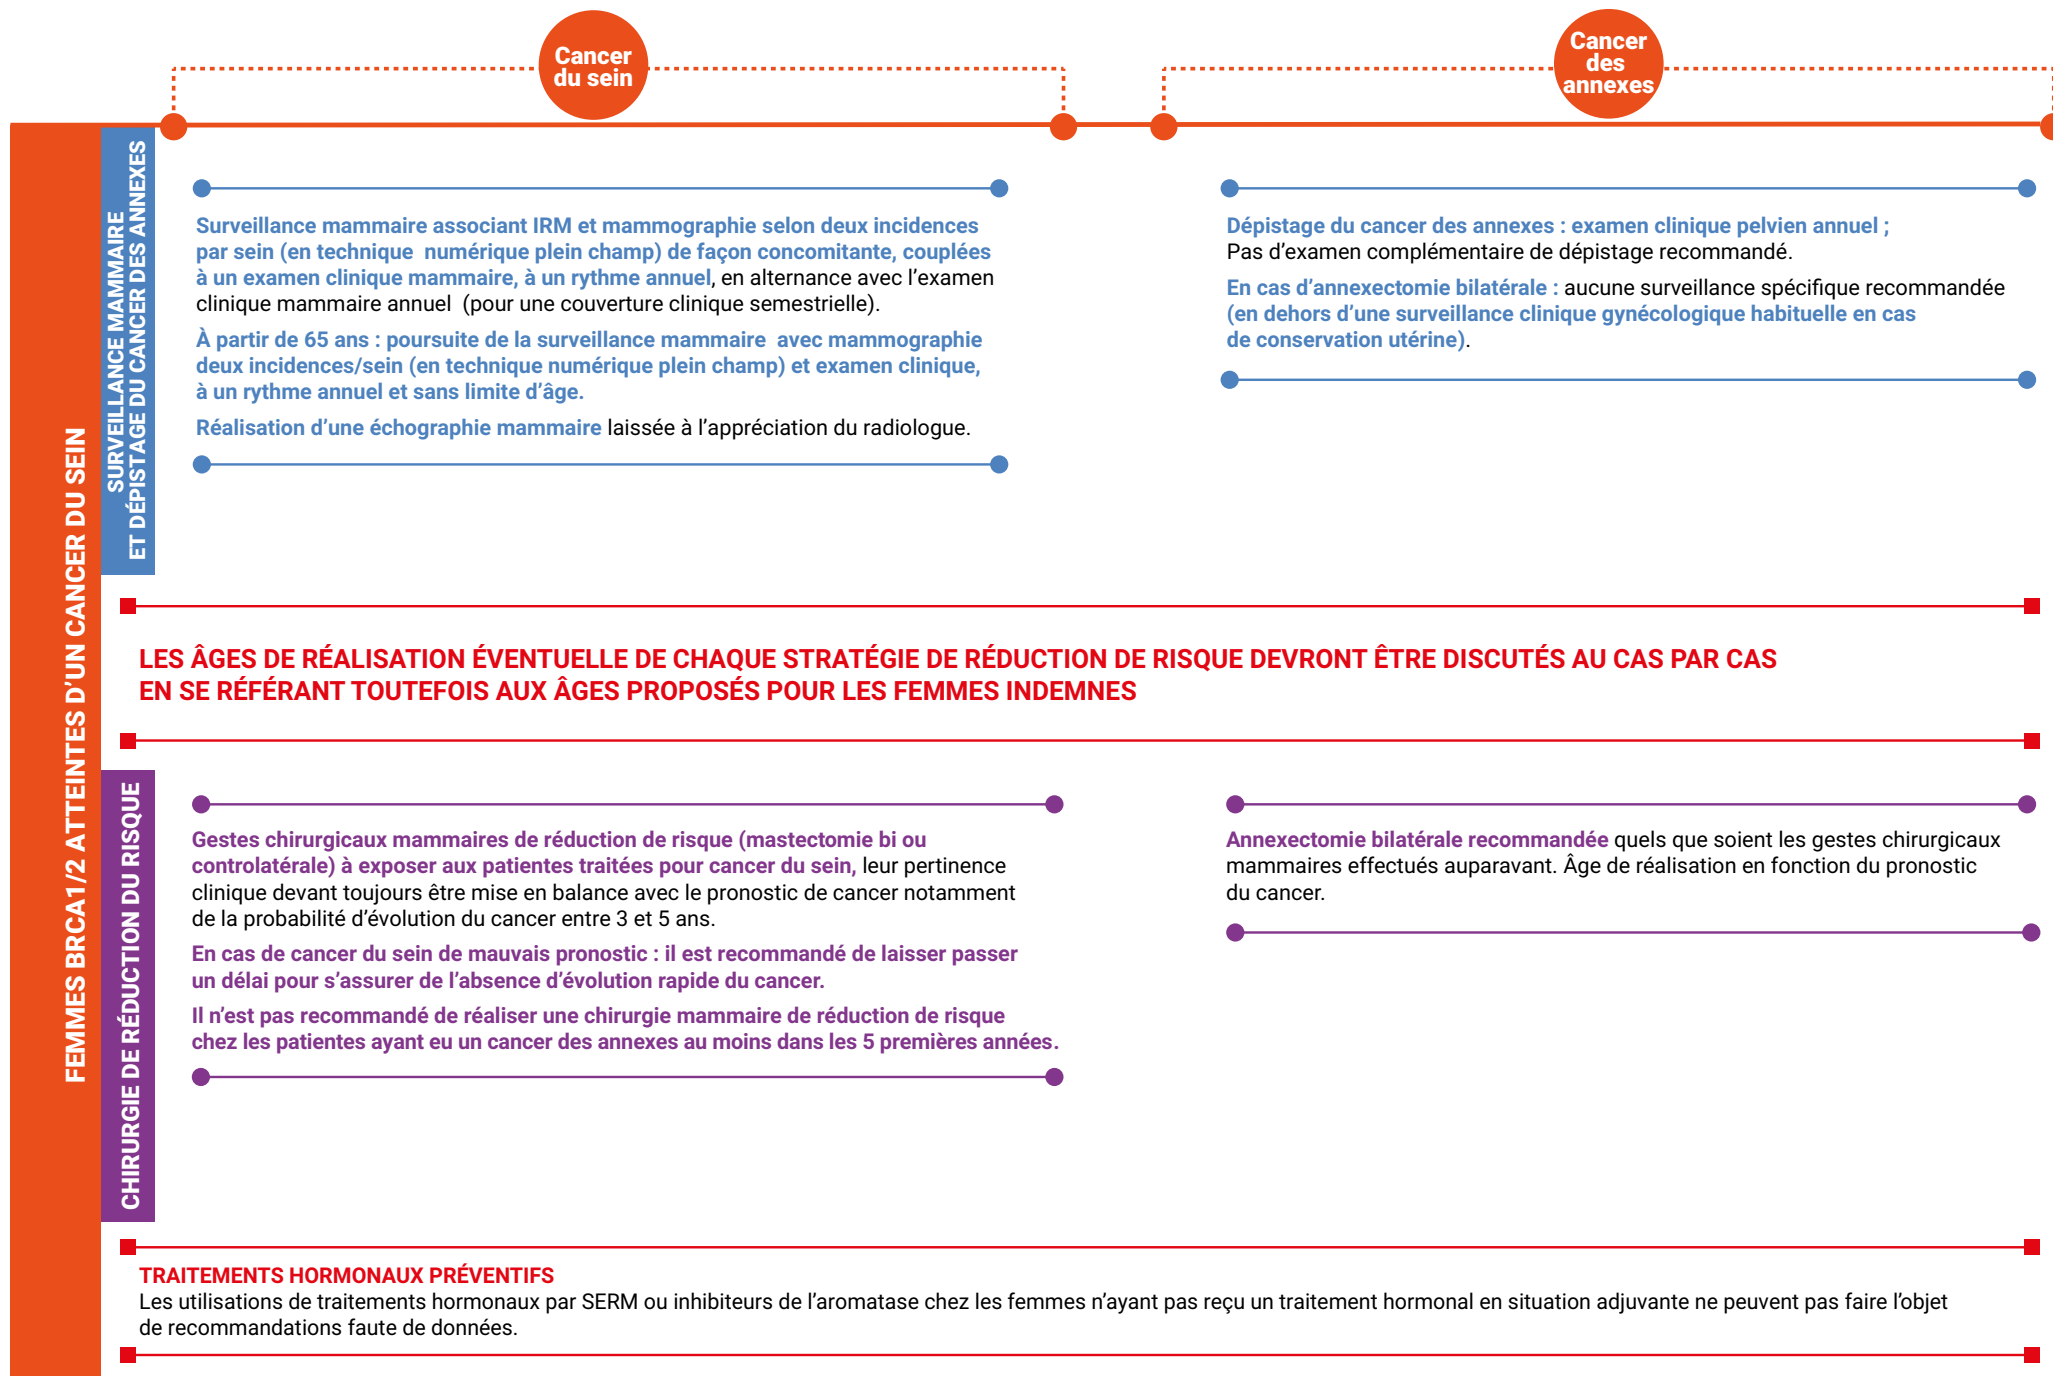 Cancer
du sein
Cancer
des
annexes
FEMMES BRCA1/2 ATTEINTES D'UN CANCER DU SEIN
SURVEILLANCE MAMMAIRE
ET DÉPISTAGE DU CANCER DES ANNEXES
Surveillance mammaire associant IRM et mammographie selon deux incidences
par sein (en technique numérique plein champ) de façon concomitante, couplées
à un examen clinique mammaire, à un rythme annuel, en alternance avec l'examen
clinique mammaire annuel (pour une couverture clinique semestrielle).
À partir de 65 ans : poursuite de la surveillance mammaire avec mammographie
deux incidences/sein (en technique numérique plein champ) et examen clinique,
à un rythme annuel et sans limite d'âge.
Réalisation d'une échographie mammaire laissée à l'appréciation du radiologue.
Dépistage du cancer des annexes : examen clinique pelvien annuel ;
Pas d'examen complémentaire de dépistage recommandé.
En cas d'annexectomie bilatérale : aucune surveillance spécifique recommandée
(en dehors d'une surveillance clinique gynécologique habituelle en cas
de conservation utérine).
LES ÂGES DE RÉALISATION ÉVENTUELLE DE CHAQUE STRATÉGIE DE RÉDUCTION DE RISQUE DEVRONT ÊTRE DISCUTÉS AU CAS PAR CAS
EN SE RÉFÉRANT TOUTEFOIS AUX ÂGES PROPOSÉS POUR LES FEMMES INDEMNES
CHIRURGIE DE RÉDUCTION DU RISQUE
Gestes chirurgicaux mammaires de réduction de risque (mastectomie bi ou
controlatérale) à exposer aux patientes traitées pour cancer du sein, leur pertinence
clinique devant toujours être mise en balance avec le pronostic de cancer notamment
de la probabilité d'évolution du cancer entre 3 et 5 ans.
En cas de cancer du sein de mauvais pronostic : il est recommandé de laisser passer
un délai pour s'assurer de l'absence d'évolution rapide du cancer.
Il n'est pas recommandé de réaliser une chirurgie mammaire de réduction de risque
chez les patientes ayant eu un cancer des annexes au moins dans les 5 premières années.
Annexectomie bilatérale recommandée quels que soient les gestes chirurgicaux
mammaires effectués auparavant. Âge de réalisation en fonction du pronostic
du cancer.
TRAITEMENTS HORMONAUX PRÉVENTIFS
Les utilisations de traitements hormonaux par SERM ou inhibiteurs de l'aromatase chez les femmes n'ayant pas reçu un traitement hormonal en situation adjuvante ne peuvent pas faire l'objet
de recommandations faute de données.